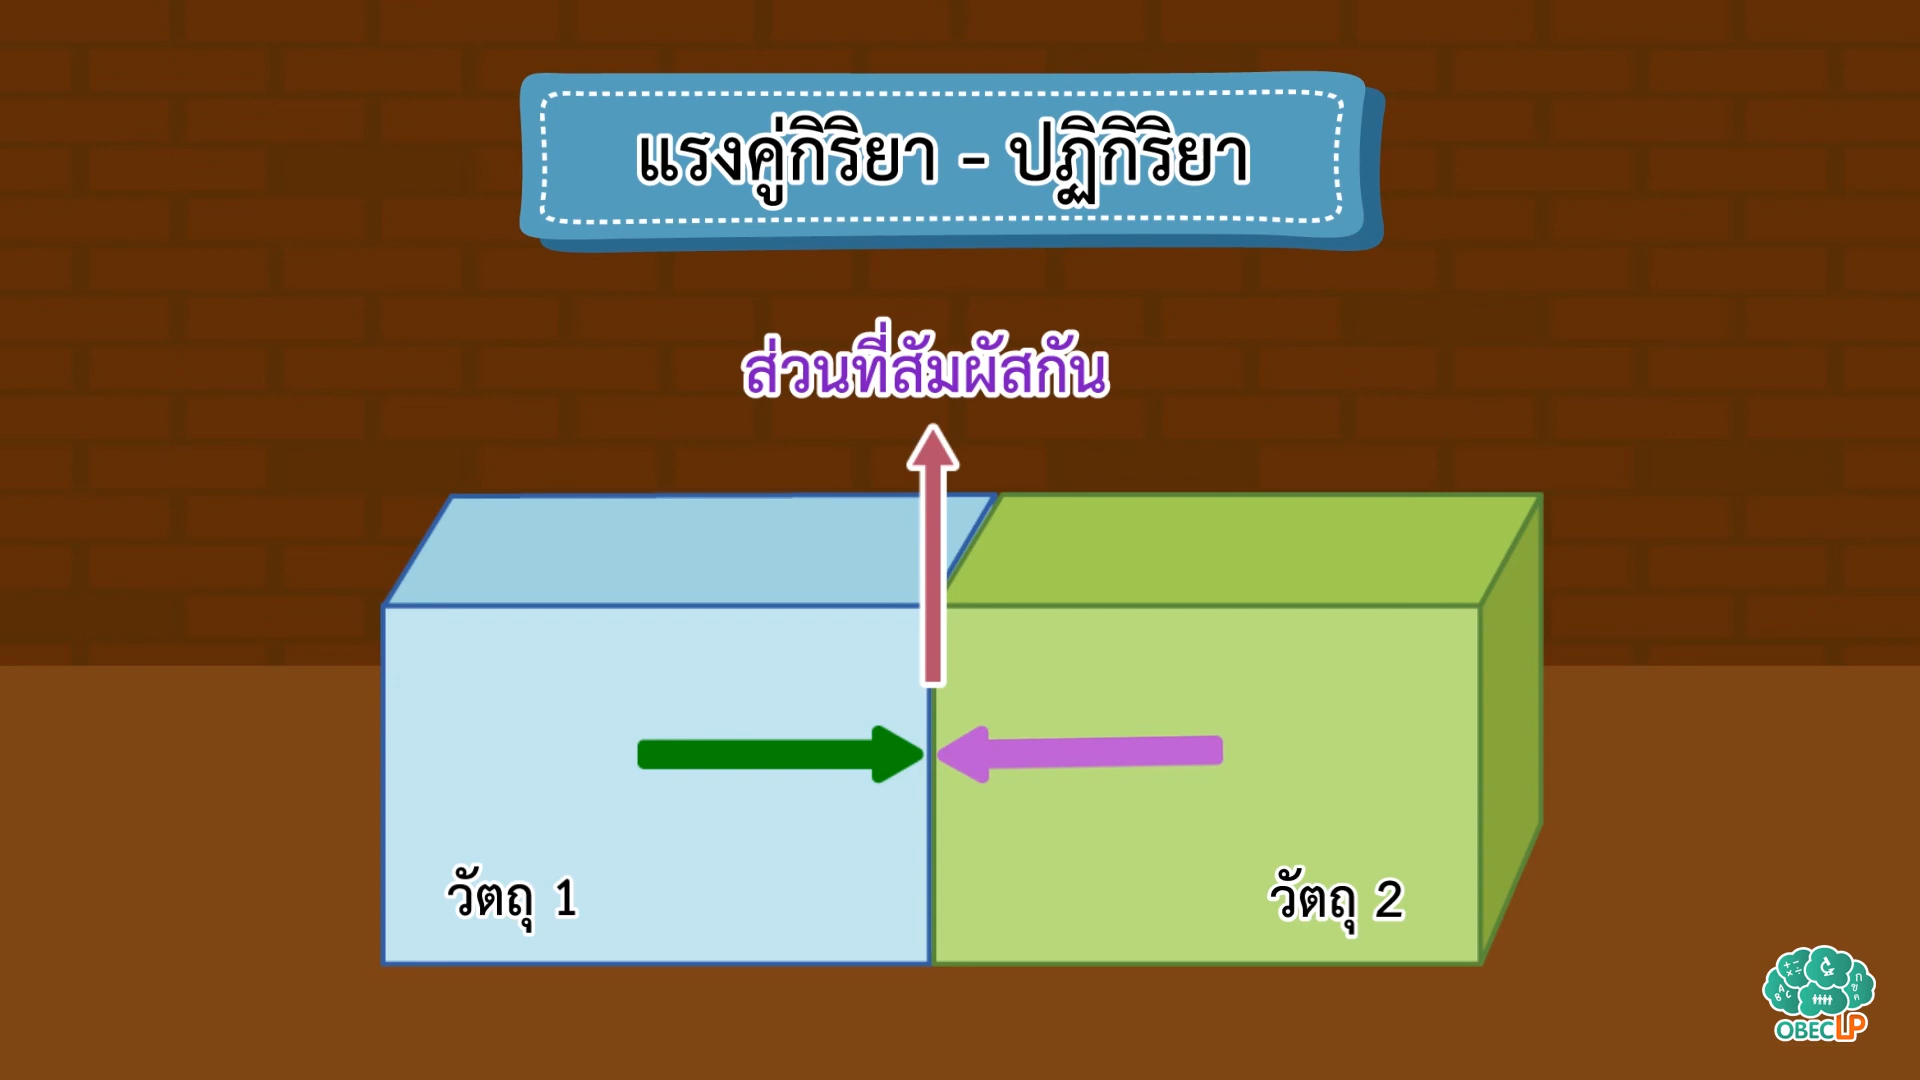 แรงคู่กิริยา - ปฏิกิริยา
ส่วนที่สัมผัสกัน
วัตถุ 1
วัตถุ 2
OBECLP